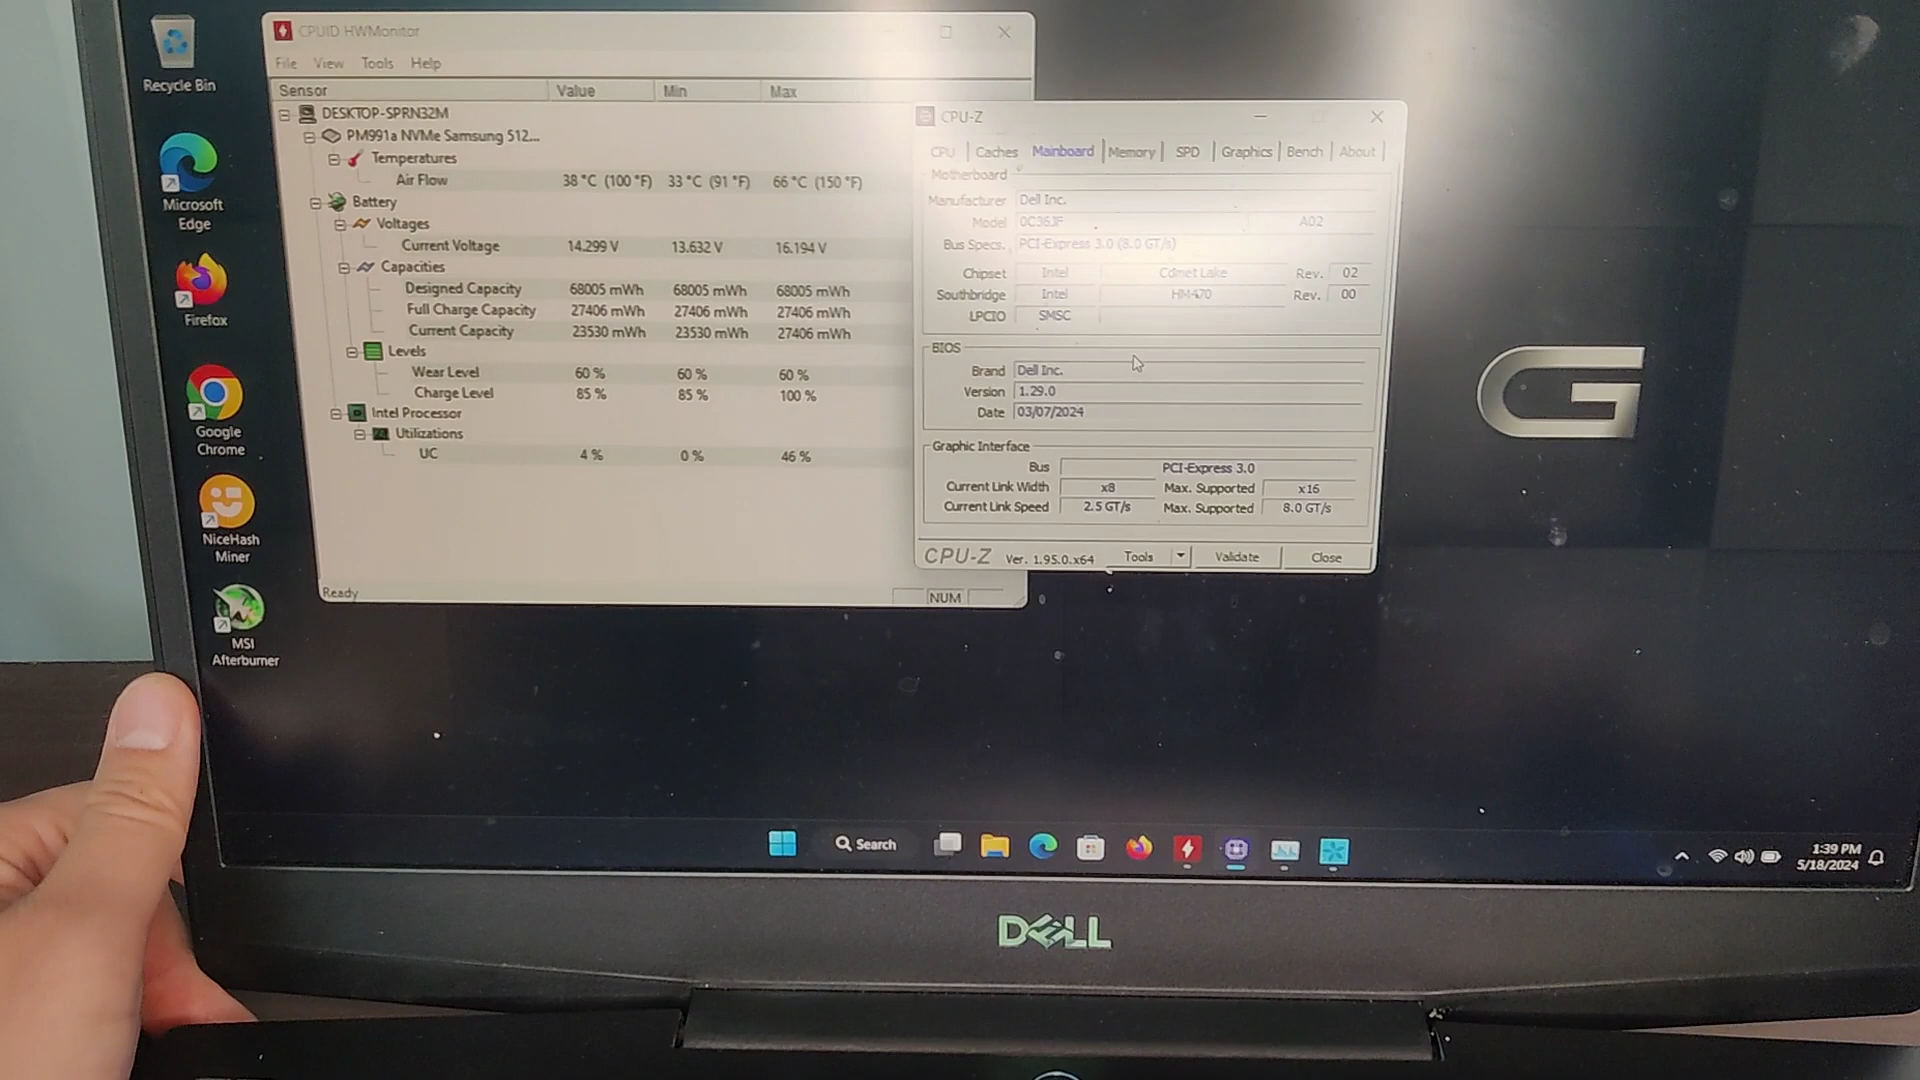 Recycle Bin
Microsoft
Edge
Firefox
Google
Chrome
NiceHash
Miner
MSI
Afterburner
CPUID HWMonitor
File View Tools Help
Sensor Value Min Max
DESKTOP-SPRN32M
PM991a NVMe Samsung 512...
Temperatures
Air Flow 38 °C (100 °F) 33 °C (91 °F) 66 °C (150 °F)
Battery
Voltages
Current Voltage 14.299 V 13.632 V 16.194 V
Capacities
Designed Capacity 68005 mWh 68005 mWh 68005 mWh
Full Charge Capacity 27406 mWh 27406 mWh 27406 mWh
Current Capacity 23530 mWh 23530 mWh 27406 mWh
Levels
Wear Level 60 % 60 % 60 %
Charge Level 85 % 85 % 100 %
Intel Processor
Utilizations
UC 4 % 0 % 46 %
Ready
NUM
CPU-Z
CPU Caches Mainboard Memory SPD Graphics Bench About
Motherboard
Manufacturer Dell Inc.
Model 0C36JF A02
Bus Specs. PCI-Express 3.0 (8.0 GT/s)
Chipset Intel Comet Lake Rev. 02
Southbridge Intel HM470 Rev. 00
LPCIO SMSC
BIOS
Brand Dell Inc.
Version 1.29.0
Date 03/07/2024
Graphic Interface
Bus PCI-Express 3.0
Current Link Width x8 Max. Supported x16
Current Link Speed 2.5 GT/s Max. Supported 8.0 GT/s
CPU-Z Ver. 1.95.0.x64 Tools Validate Close
G
Search
1:39 PM
5/18/2024
DELL